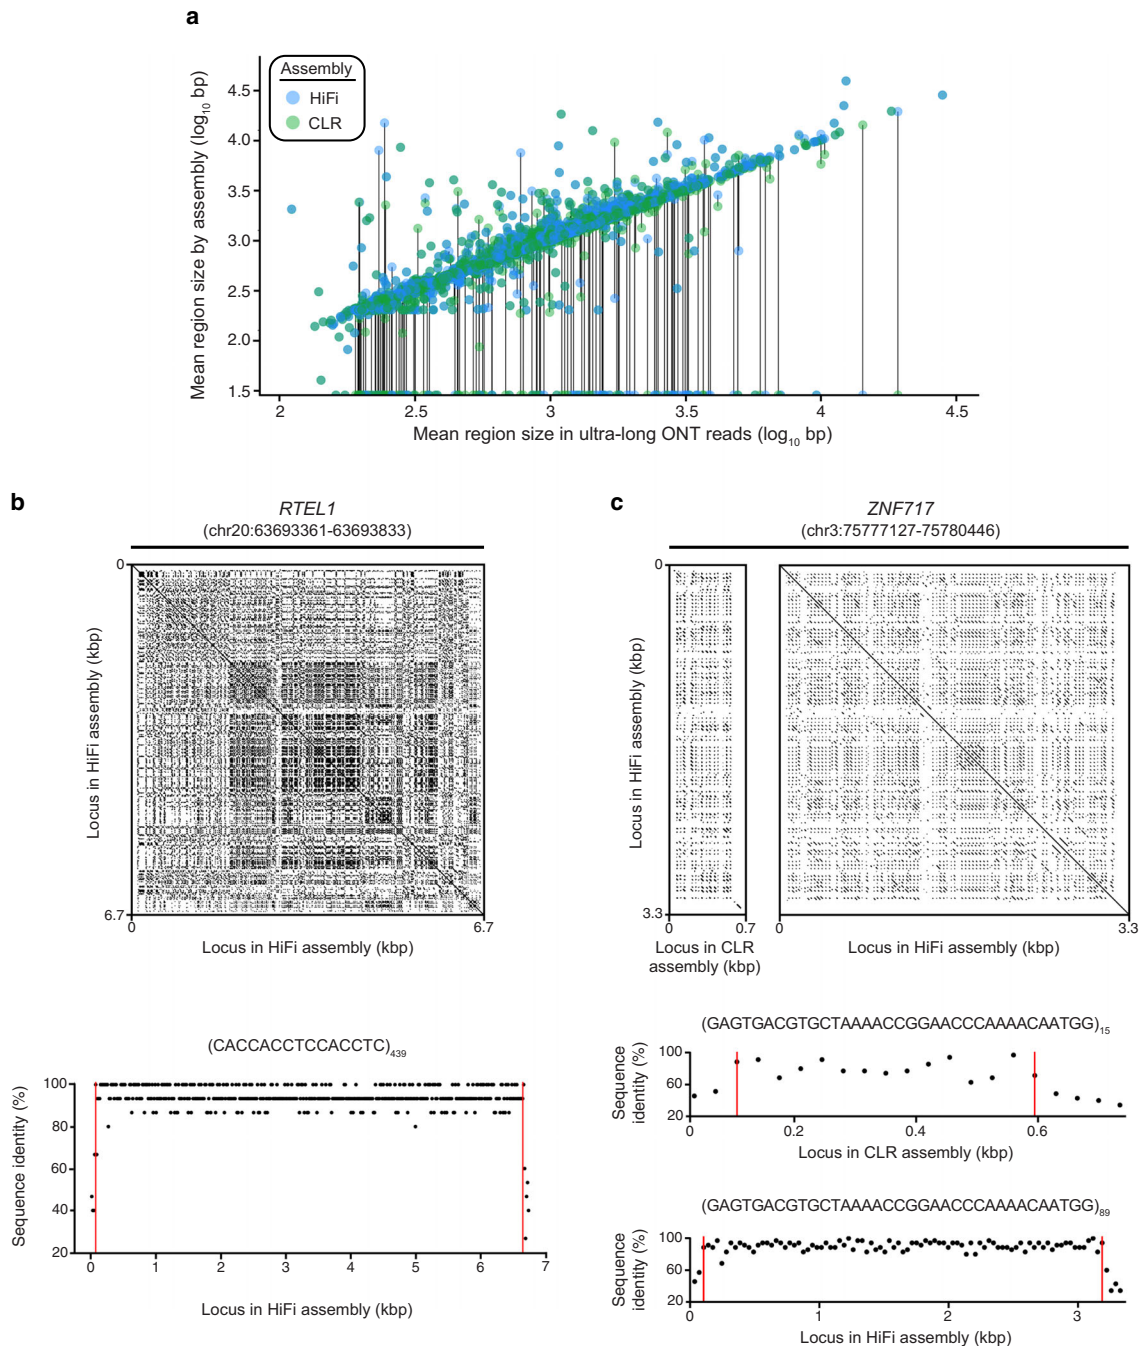 a
Mean region size by assembly (log10 bp)
4.5
4.0
3.5
3.0
2.5
2.0
1.5
Assembly
HiFi
CLR
2 2.5 3 3.5 4 4.5
Mean region size in ultra-long ONT reads (log10 bp)
b
RTEL1
(chr20:63693361-63693833)
0
Locus in HiFi assembly (kbp)
6.7
0 6.7
Locus in HiFi assembly (kbp)
(CACCACCTCCACCTC)439
Sequence identity (%)
100
80
60
40
20
0 1 2 3 4 5 6 7
Locus in HiFi assembly (kbp)
c
ZNF717
(chr3:75777127-75780446)
0
Locus in HiFi assembly (kbp)
3.3
0 0.7
Locus in CLR
assembly (kbp)
0 3.3
Locus in HiFi assembly (kbp)
(GAGTGACGTGCTAAAACCGGAACCCAAAACAATGG)15
Sequence
identity (%)
100
60
20
0 0.2 0.4 0.6
Locus in CLR assembly (kbp)
(GAGTGACGTGCTAAAACCGGAACCCAAAACAATGG)89
Sequence
identity (%)
100
60
20
0 1 2 3
Locus in HiFi assembly (kbp)